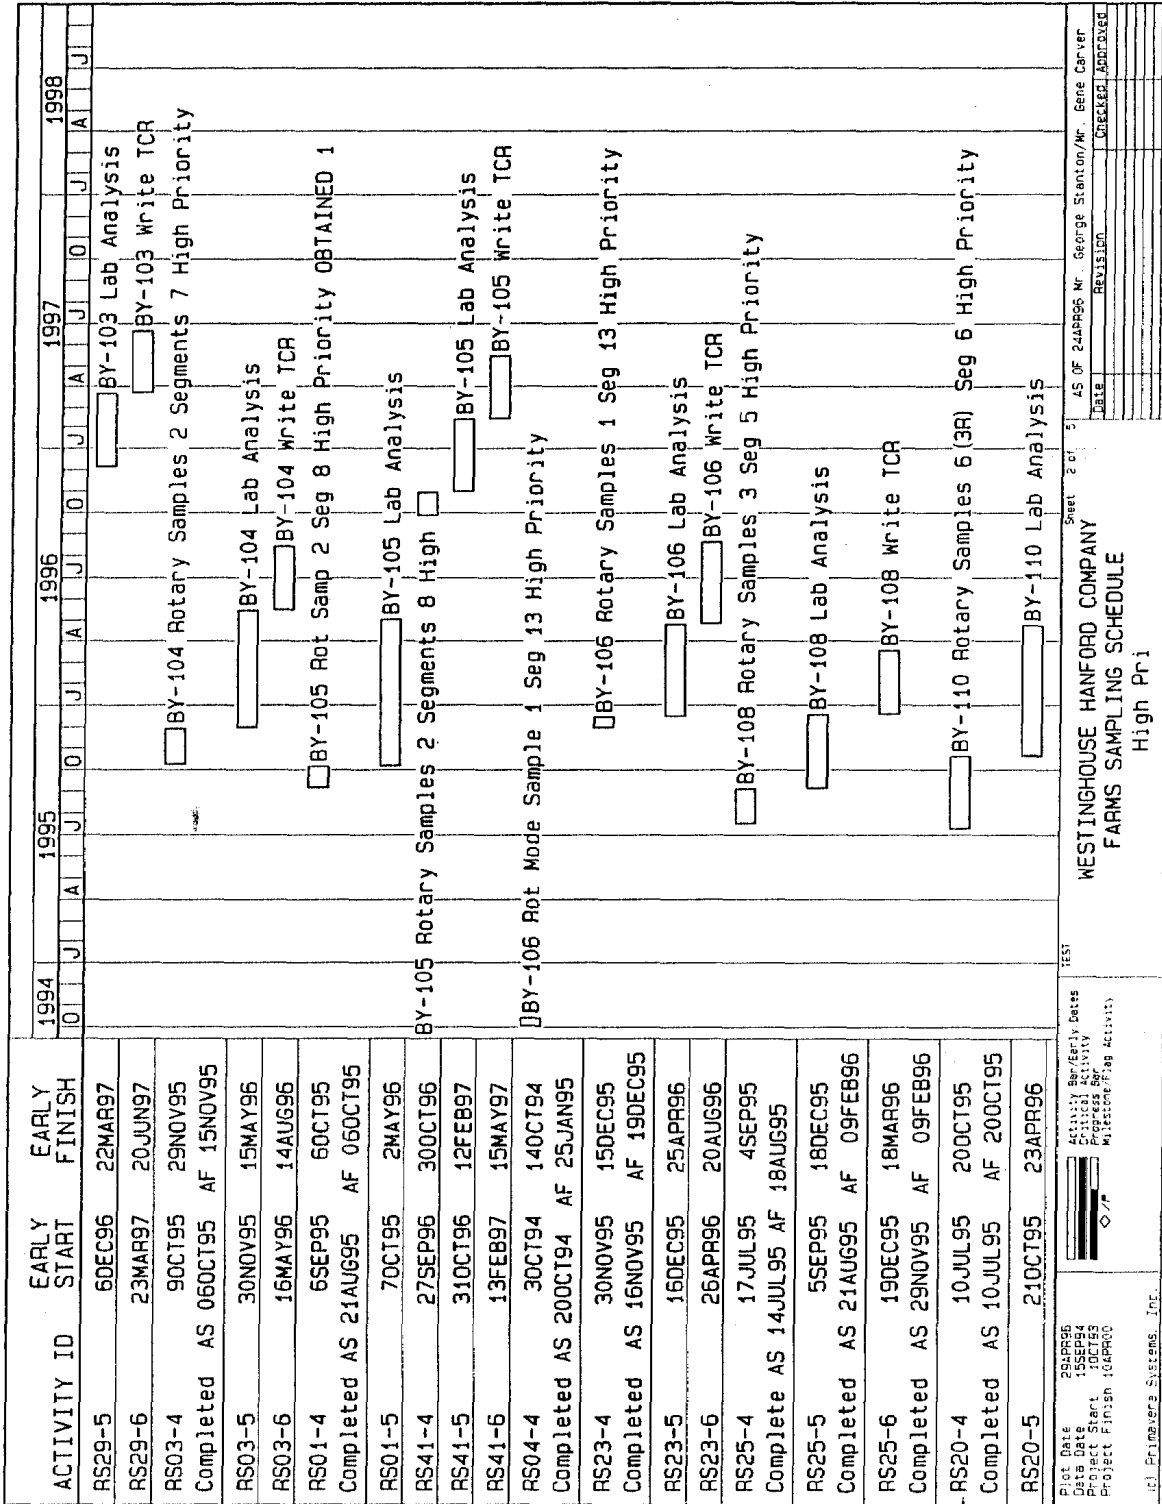 ACTIVITY ID EARLY START EARLY FINISH 1994 1995 1996 1997 1998
O J A J O J A J O J A J O J A J
RS29-5 6DEC96 22MAR97 BY-103 Lab Analysis
RS29-6 23MAR97 20JUN97 BY-103 Write TCR
RS03-4 9OCT95 29NOV95 BY-104 Rotary Samples 2 Segments 7 High Priority
Completed AS 06OCT95 AF 15NOV95
RS03-5 30NOV95 15MAY96 BY-104 Lab Analysis
RS03-6 16MAY96 14AUG96 BY-104 Write TCR
RS01-4 6SEP95 6OCT95 BY-105 Rot Samp 2 Seg 8 High Priority OBTAINED 1
Completed AS 21AUG95 AF 06OCT95
RS01-5 7OCT95 2MAY96 BY-105 Lab Analysis
RS41-4 27SEP96 30OCT96 BY-105 Rotary Samples 2 Segments 8 High
RS41-5 31OCT96 12FEB97 BY-105 Lab Analysis
RS41-6 13FEB97 15MAY97 BY-105 Write TCR
RS04-4 3OCT94 14OCT94 BY-106 Rot Mode Sample 1 Seg 13 High Priority
Completed AS 20OCT94 AF 25JAN95
RS23-4 30NOV95 15DEC95 BY-106 Rotary Samples 1 Seg 13 High Priority
Completed AS 16NOV95 AF 19DEC95
RS23-5 16DEC95 25APR96 BY-106 Lab Analysis
RS23-6 26APR96 20AUG96 BY-106 Write TCR
RS25-4 17JUL95 4SEP95 BY-108 Rotary Samples 3 Seg 5 High Priority
Complete AS 14JUL95 AF 18AUG95
RS25-5 5SEP95 18DEC95 BY-108 Lab Analysis
Completed AS 21AUG95 AF 09FEB96
RS25-6 19DEC95 18MAR96 BY-108 Write TCR
Completed AS 29NOV95 AF 09FEB96
RS20-4 10JUL95 20OCT95 BY-110 Rotary Samples 6(3R) Seg 6 High Priority
Completed AS 10JUL95 AF 20OCT95
RS20-5 21OCT95 23APR96 BY-110 Lab Analysis
Plot Date 29APR96
Data Date 15SEP94
Project Start 1OCT93
Project Finish 10APR00
(c) Primavera Systems, Inc.
Activity Bar/Early Dates
Critical Activity
Progress Bar
Milestone/Flag Activity
TEST
WESTINGHOUSE HANFORD COMPANY
FARMS SAMPLING SCHEDULE
High Pri
Sheet 2 of 5
AS OF 24APR96 Mr. George Stanton/Mr. Gene Carver
Date Revision Checked Approved